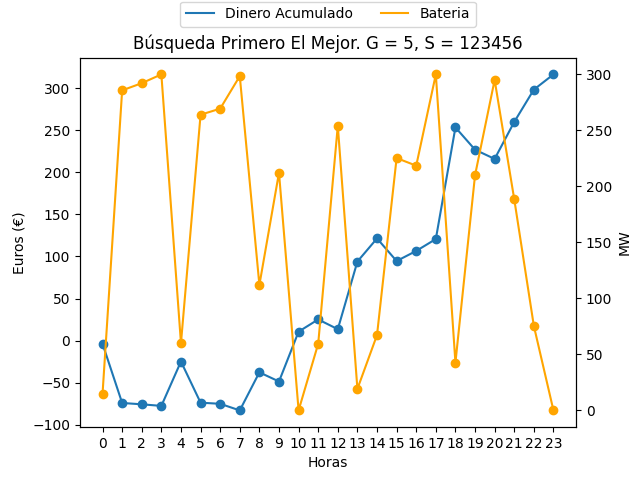 Dinero Acumulado Bateria
Búsqueda Primero El Mejor. G = 5, S = 123456
300
250
200
150
100
50
0
−50
−100
Euros (€)
300
250
200
150
100
50
0
MW
0 1 2 3 4 5 6 7 8 9 10 11 12 13 14 15 16 17 18 19 20 21 22 23
Horas